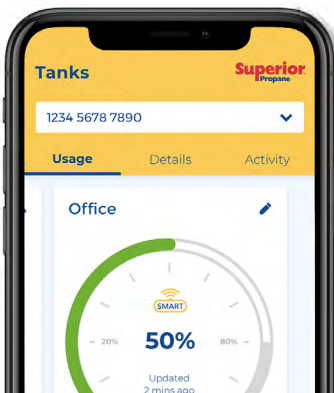 Tanks
Superior
Propane
1234 5678 7890
Usage Details Activity
Office
SMART
20% 50% 80%
Updated
2 mins ago